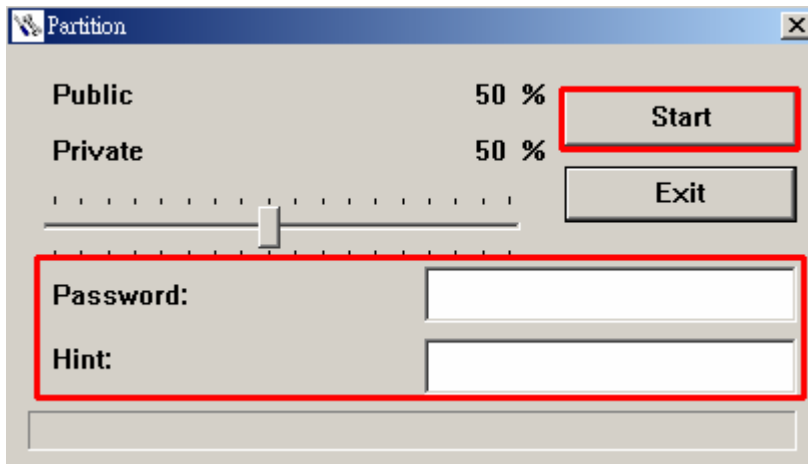 Partition
Public 50 %
Start
Private 50 %
Exit
Password:
Hint: